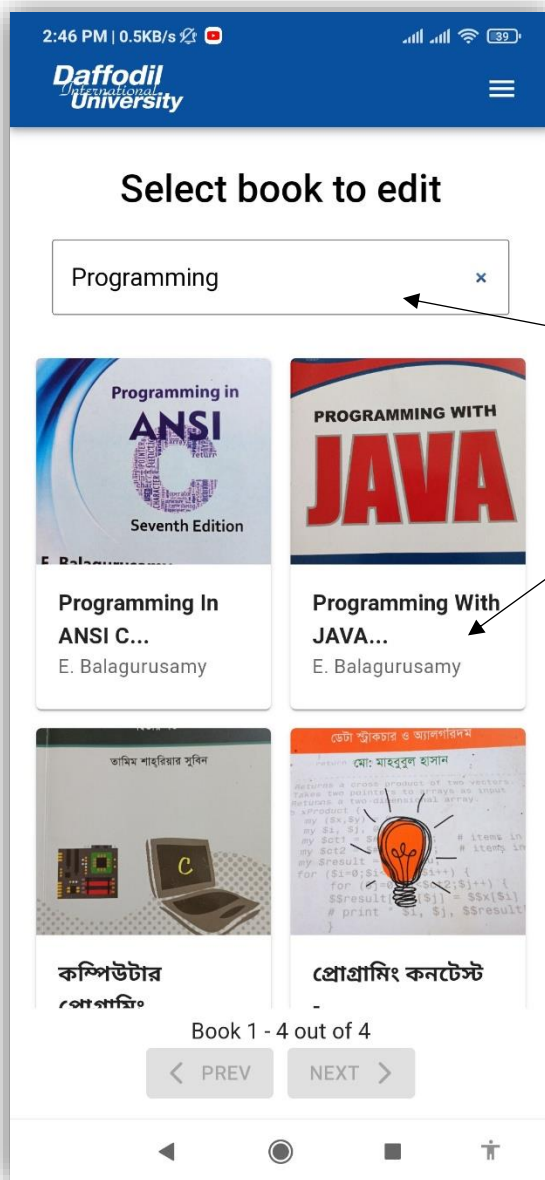 2:46 PM | 0.5KB/s
39
Daffodil
International
University
Select book to edit
Programming
×
Programming in
ANSI
C
Seventh Edition
PROGRAMMING WITH
JAVA
Programming In
ANSI C...
E. Balagurusamy
Programming With
JAVA...
E. Balagurusamy
তামিম শাহরিয়ার সুবিন
C
ডেটা স্ট্রাকচার ও অ্যালগরিদম
মো: মাহবুবুল হাসান
কম্পিউটার
প্রোগ্রামিং কনটেস্ট
-
Book 1 - 4 out of 4
PREV
NEXT